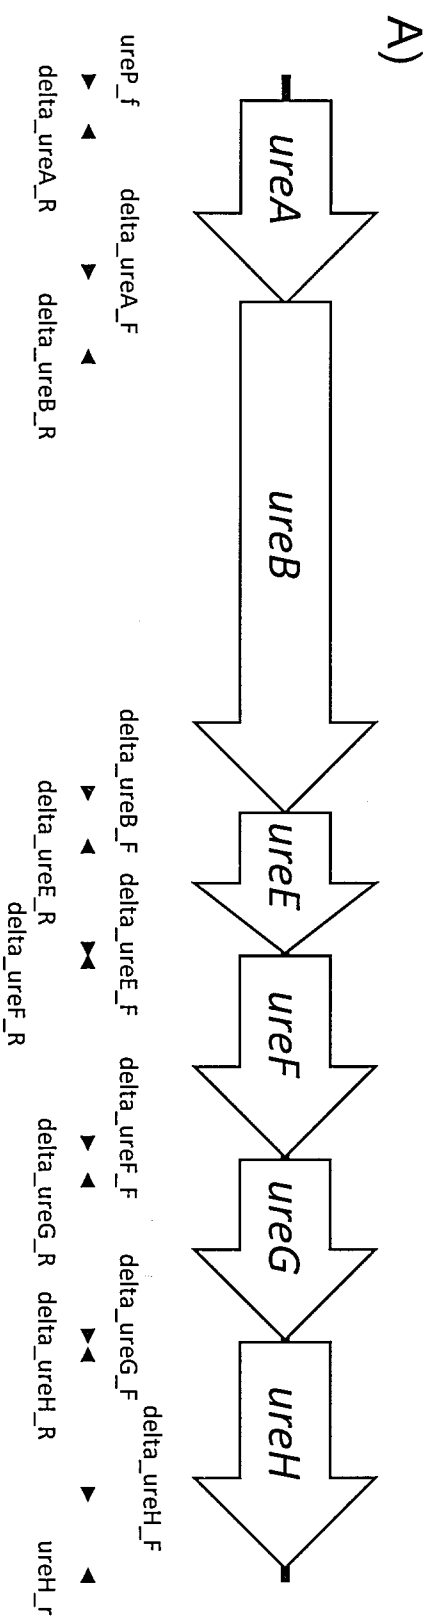 A)
ureA
ureB
ureE
ureF
ureG
ureH
ureP_f
delta_ureA_F
delta_ureB_F
delta_ureE_F
delta_ureF_F
delta_ureG_F
delta_ureH_F
delta_ureA_R
delta_ureB_R
delta_ureE_R
delta_ureF_R
delta_ureG_R
delta_ureH_R
ureH_r